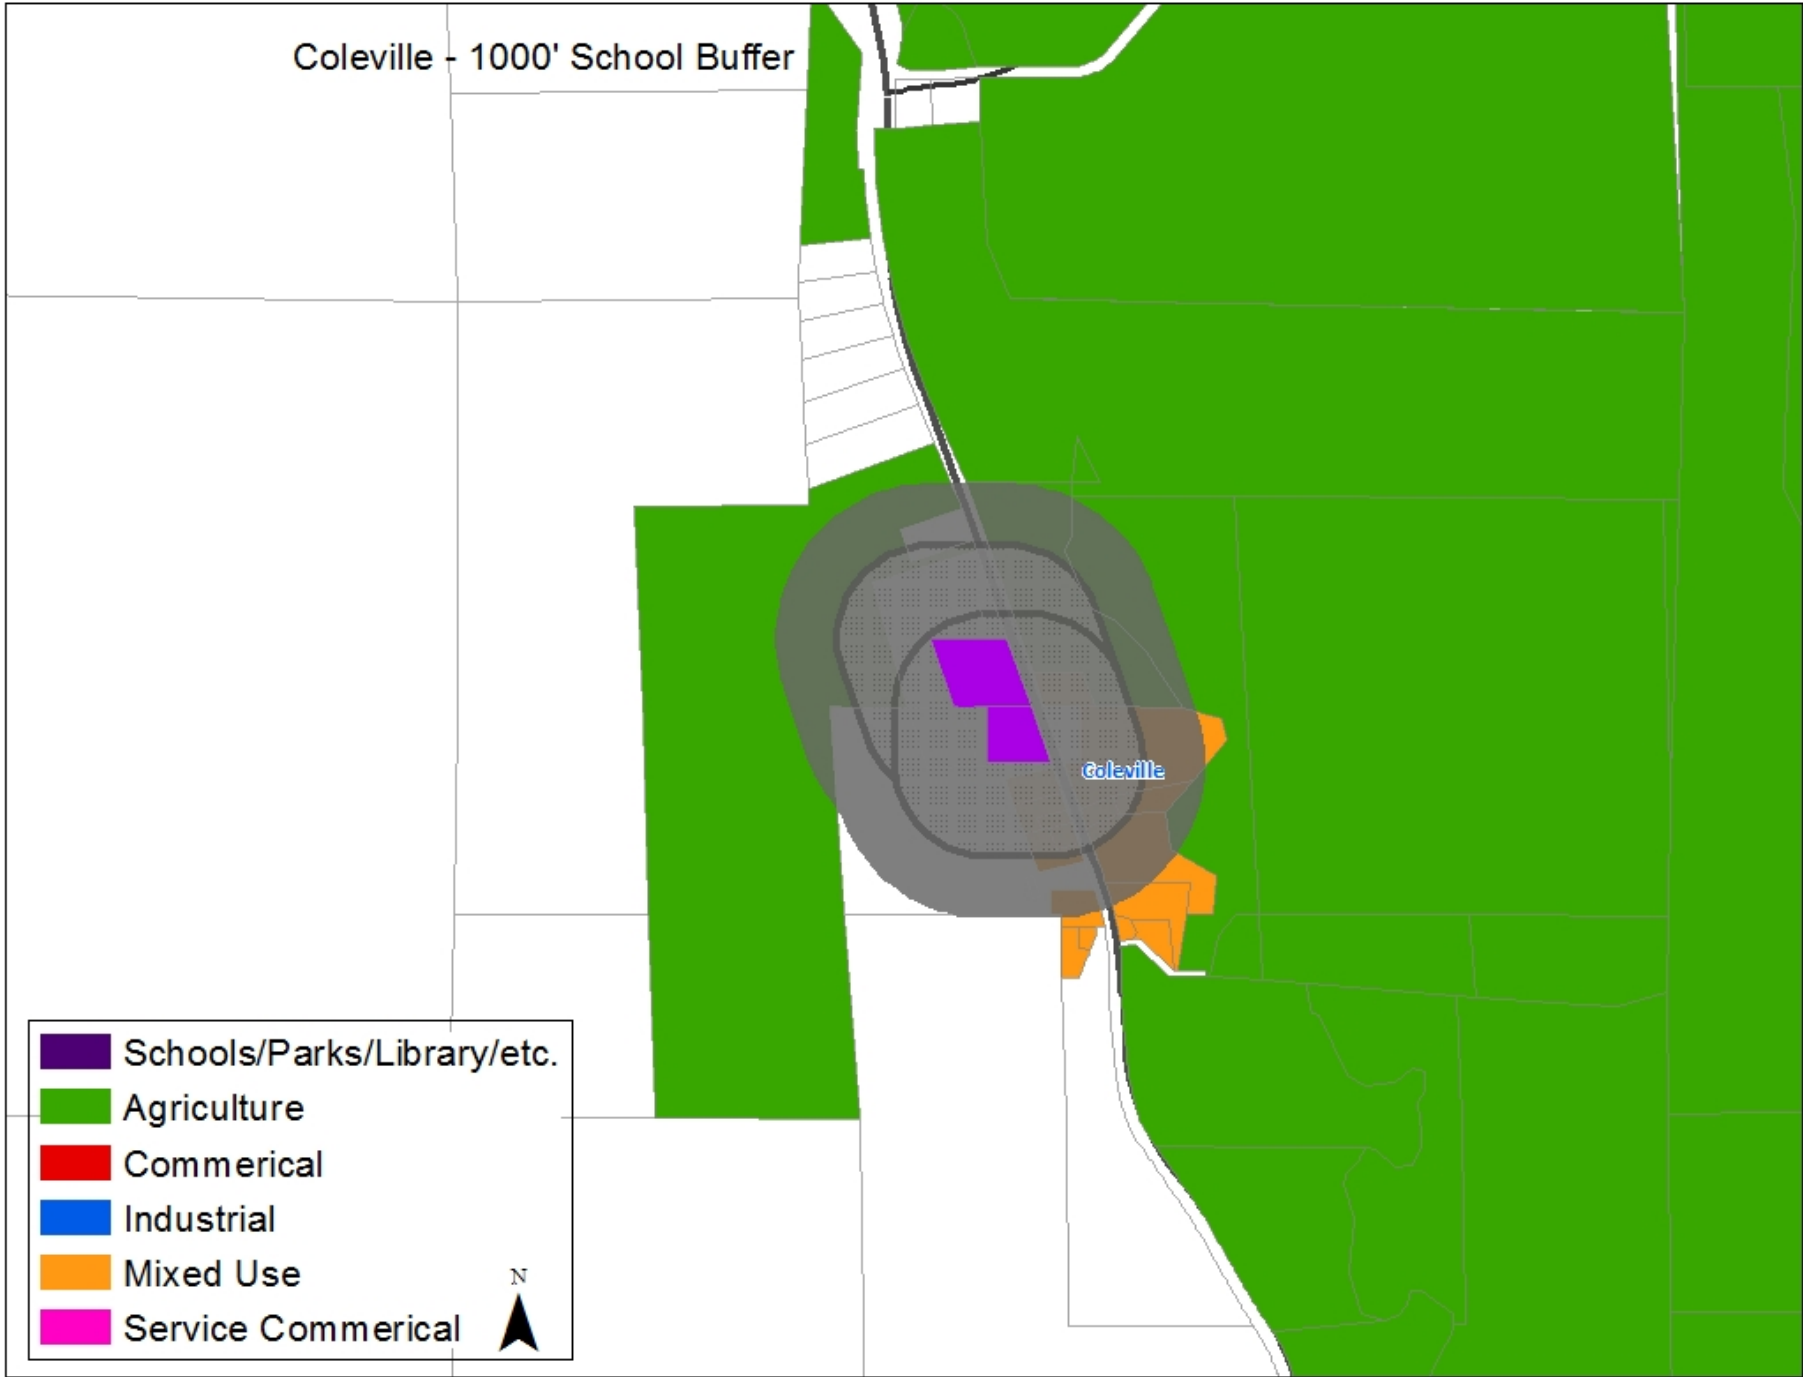 Coleville - 1000' School Buffer
Coleville
Schools/Parks/Library/etc.
Agriculture
Commerical
Industrial
Mixed Use
N
Service Commerical